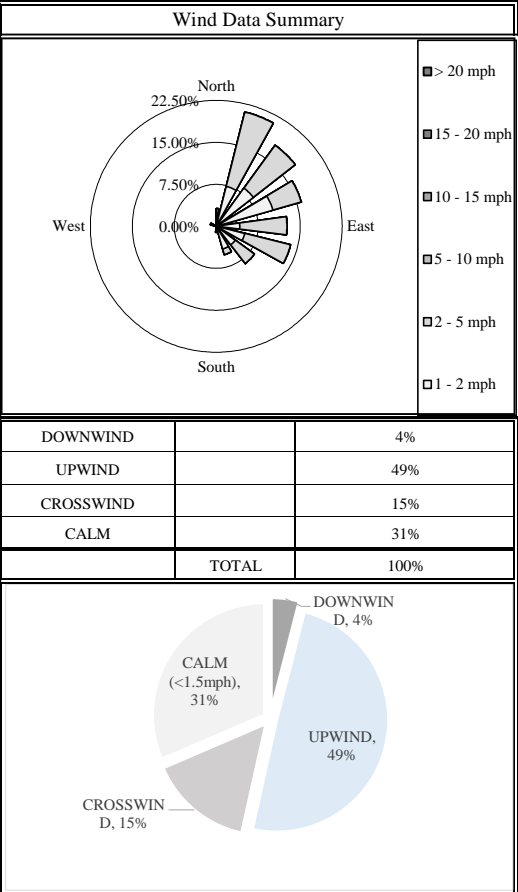 Wind Data Summary
North
22.50%
15.00%
7.50%
0.00%
West
East
South
> 20 mph
15 - 20 mph
10 - 15 mph
5 - 10 mph
2 - 5 mph
1 - 2 mph
DOWNWIND 4%
UPWIND 49%
CROSSWIND 15%
CALM 31%
TOTAL 100%
DOWNWIN
D, 4%
CALM
(<1.5mph),
31%
UPWIND,
49%
CROSSWIN
D, 15%